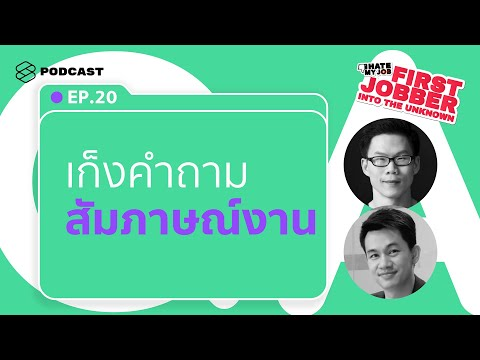 PODCAST
EP.20
I HATE
MY JOB
FIRST
JOBBER
INTO THE UNKNOWN
เก็งคำถาม
สัมภาษณ์งาน